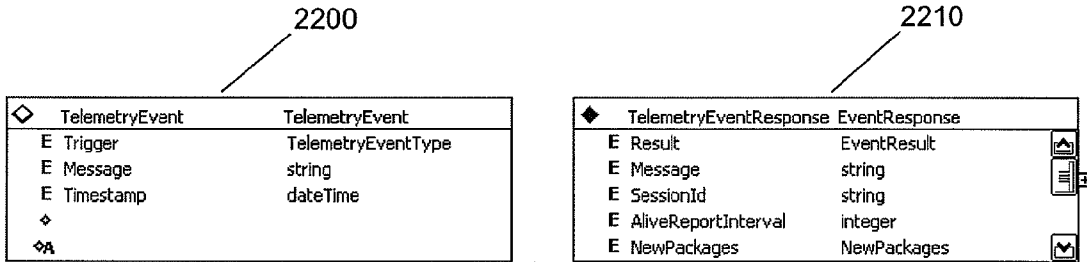 2200
2210
TelemetryEvent TelemetryEvent
E Trigger TelemetryEventType
E Message string
E Timestamp dateTime
A
TelemetryEventResponse EventResponse
E Result EventResult
E Message string
E SessionId string
E AliveReportInterval integer
E NewPackages NewPackages